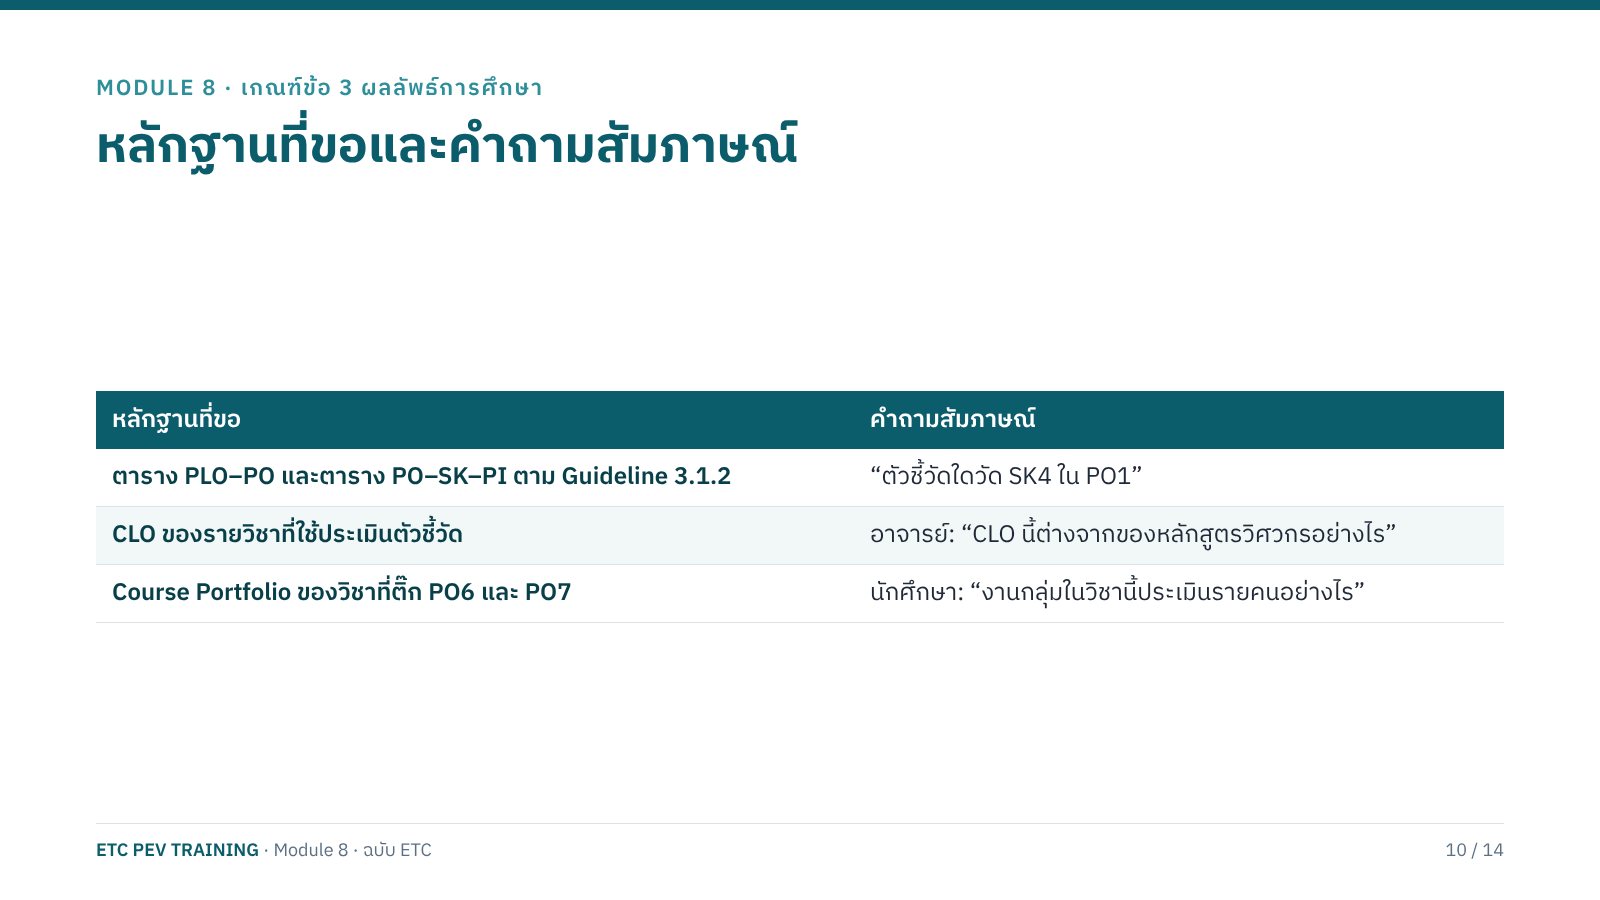 MODULE 8 · เกณฑ์ข้อ 3 ผลลัพธ์การศึกษา
หลักฐานที่ขอและคำถามสัมภาษณ์
หลักฐานที่ขอ
คำถามสัมภาษณ์
ตาราง PLO–PO และตาราง PO–SK–PI ตาม Guideline 3.1.2
“ตัวชี้วัดใดวัด SK4 ใน PO1”
CLO ของรายวิชาที่ใช้ประเมินตัวชี้วัด
อาจารย์: “CLO นี้ต่างจากของหลักสูตรวิศวกรอย่างไร”
Course Portfolio ของวิชาที่ติ๊ก PO6 และ PO7
นักศึกษา: “งานกลุ่มในวิชานี้ประเมินรายคนอย่างไร”
ETC PEV TRAINING · Module 8 · ฉบับ ETC
10 / 14